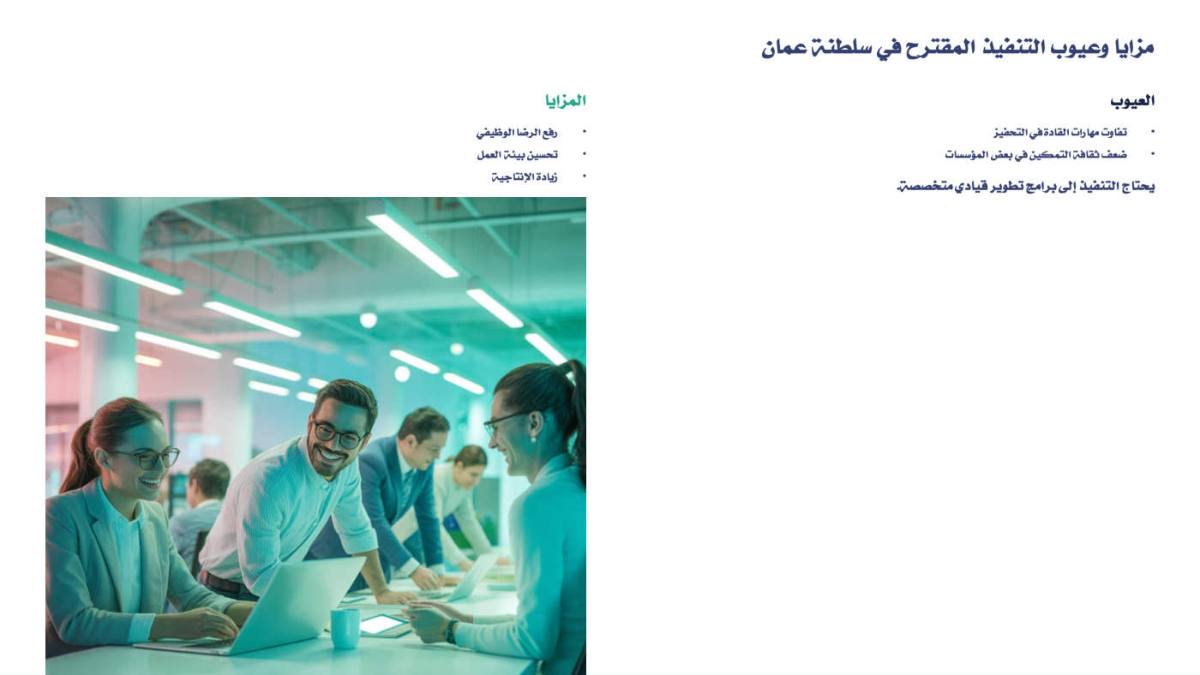 مزايا وعيوب التنفيذ المقترح في سلطنة عمان
العيوب
• تفاوت مهارات القادة في التحفيز
• ضعف ثقافة التمكين في بعض المؤسسات
يحتاج التنفيذ إلى برامج تطوير قيادي متخصصة.
المزايا
• رفع الرضا الوظيفي
• تحسين بيئة العمل
• زيادة الإنتاجية